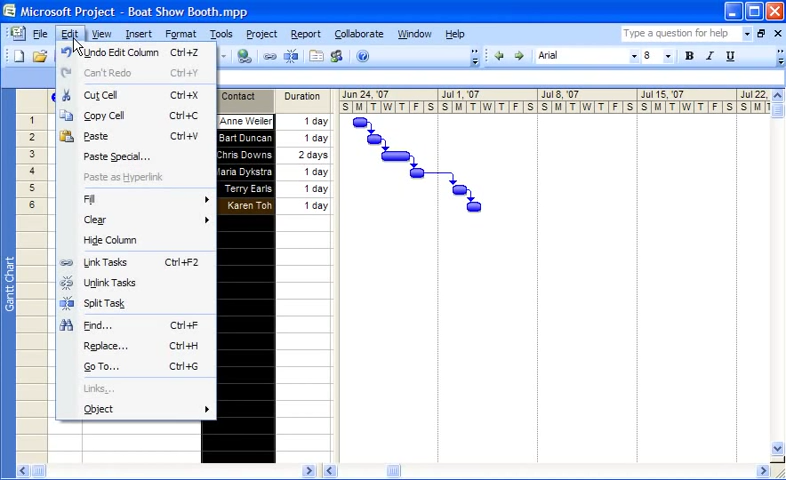 Microsoft Project - Boat Show Booth.mpp
File Edit View Insert Format Tools Project Report Collaborate Window Help Type a question for help
Arial 8 B I
Undo Edit Column Ctrl+Z
Can't Redo Ctrl+Y
Cut Cell Ctrl+X
Copy Cell Ctrl+C
Paste Ctrl+V
Paste Special...
Paste as Hyperlink
Fill
Clear
Hide Column
Link Tasks Ctrl+F2
Unlink Tasks
Split Task
Find... Ctrl+F
Replace... Ctrl+H
Go To... Ctrl+G
Links...
Object
Contact Duration
1 Anne Weiler 1 day
2 Bart Duncan 1 day
3 Chris Downs 2 days
4 Maria Dykstra 1 day
5 Terry Earls 1 day
6 Karen Toh 1 day
Jun 24, '07 Jul 1, '07 Jul 8, '07 Jul 15, '07 Jul 22,
S M T W T F S S M T W T F S S M T W T F S S M T W T F S S M
Gantt Chart